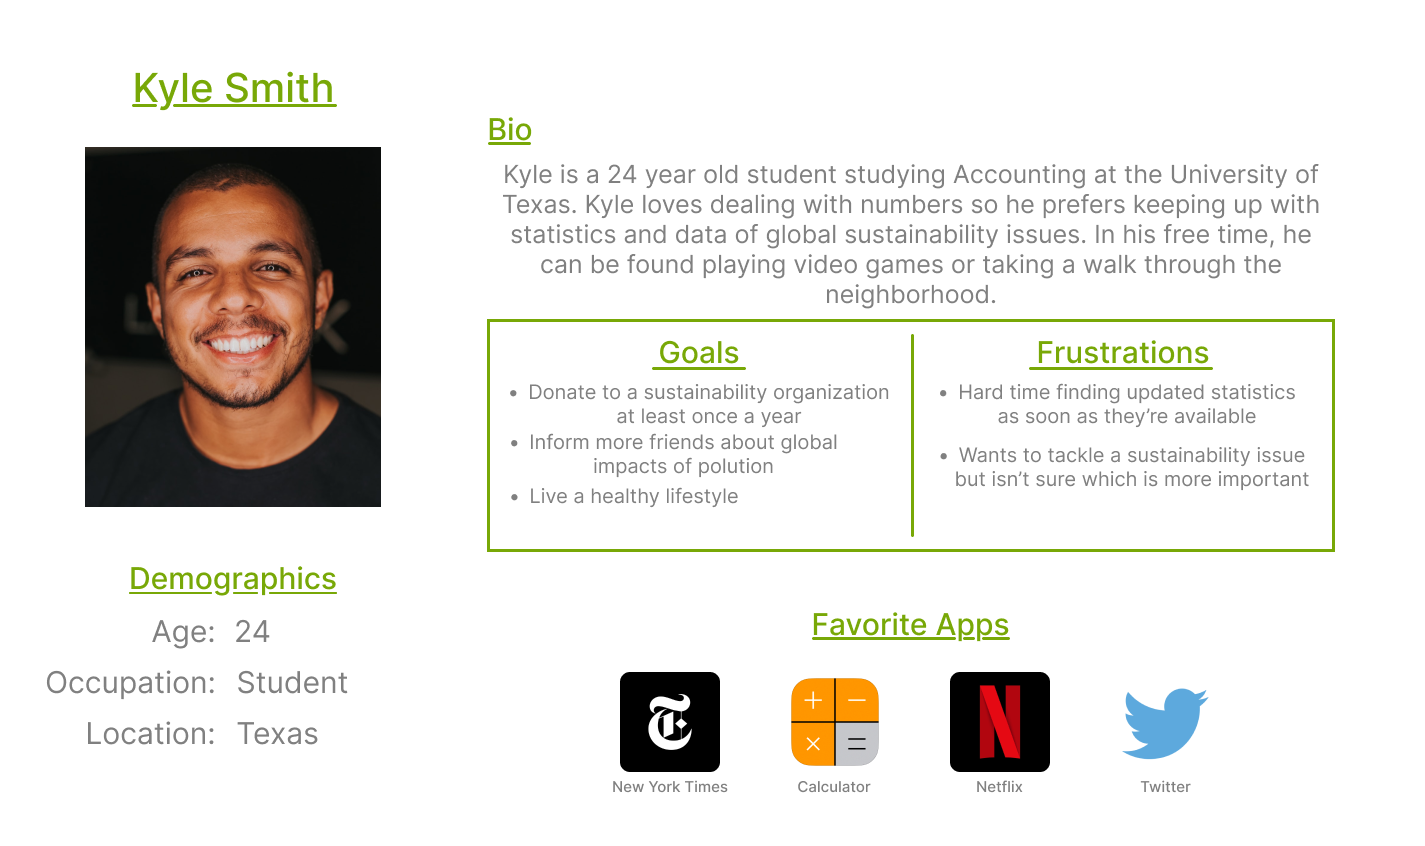 Kyle Smith
Bio
Kyle is a 24 year old student studying Accounting at the University of
Texas. Kyle loves dealing with numbers so he prefers keeping up with
statistics and data of global sustainability issues. In his free time, he
can be found playing video games or taking a walk through the
neighborhood.
Goals
• Donate to a sustainability organization
at least once a year
• Inform more friends about global
impacts of polution
• Live a healthy lifestyle
Frustrations
• Hard time finding updated statistics
as soon as they’re available
• Wants to tackle a sustainability issue
but isn’t sure which is more important
Demographics
Age: 24
Occupation: Student
Location: Texas
Favorite Apps
New York Times
Calculator
Netflix
Twitter